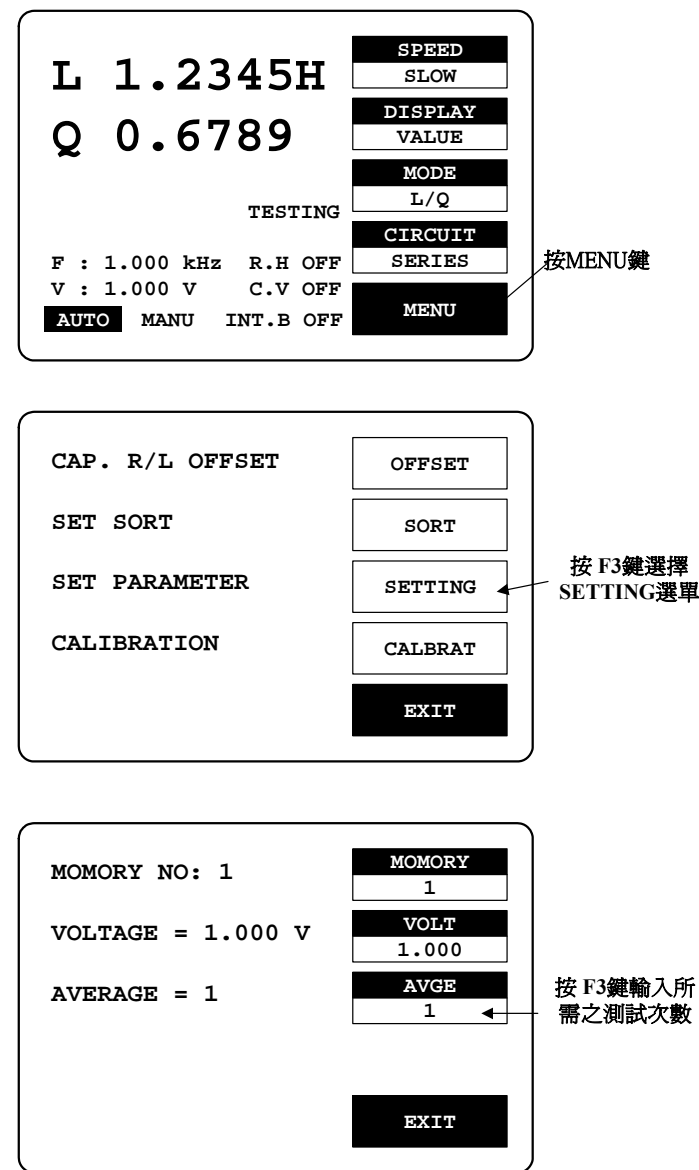 L 1.2345H
Q 0.6789
TESTING
F : 1.000 kHz R.H OFF
V : 1.000 V C.V OFF
AUTO MANU INT.B OFF
SPEED
SLOW
DISPLAY
VALUE
MODE
L/Q
CIRCUIT
SERIES
MENU
按MENU鍵
CAP. R/L OFFSET
OFFSET
SET SORT
SORT
SET PARAMETER
SETTING
CALIBRATION
CALBRAT
EXIT
按 F3鍵選擇
SETTING選單
MOMORY NO: 1
MOMORY
1
VOLTAGE = 1.000 V
VOLT
1.000
AVERAGE = 1
AVGE
1
EXIT
按 F3鍵輸入所
需之測試次數